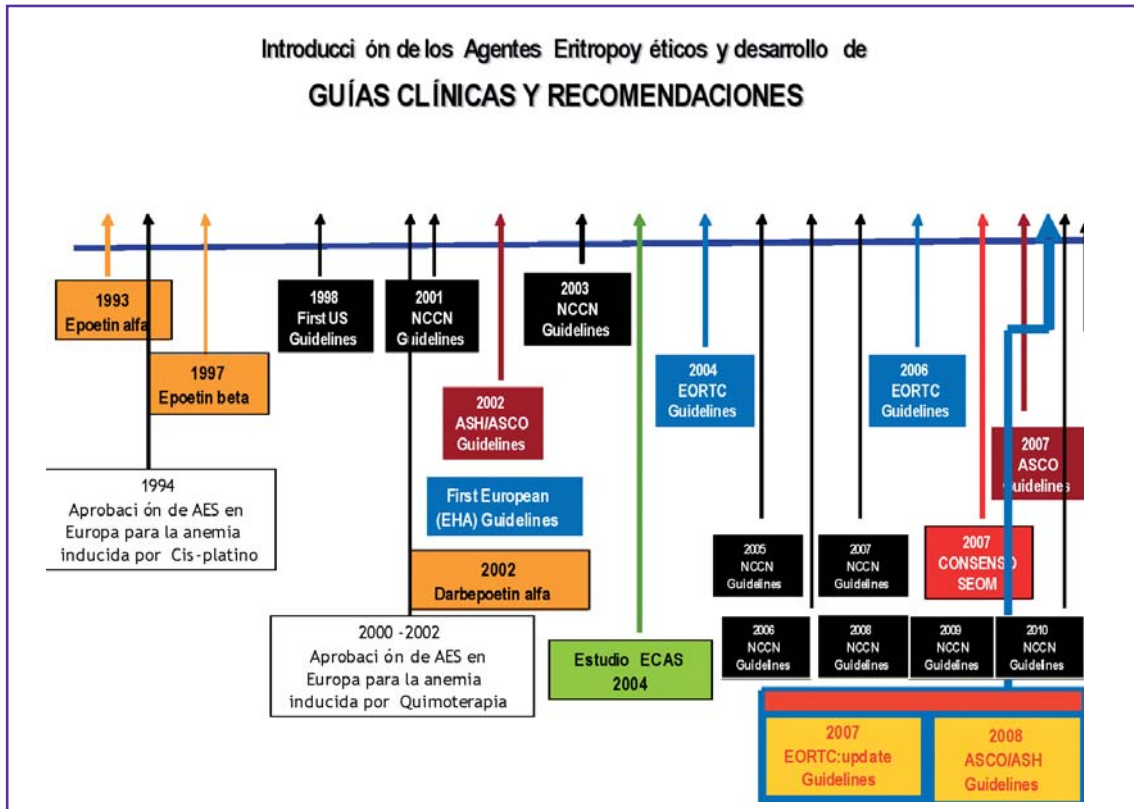 Introducci ón de los Agentes Eritropoy éticos y desarrollo de
GUÍAS CLÍNICAS Y RECOMENDACIONES
1993
Epoetin alfa
1997
Epoetin beta
1994
Aprobaci ón de AES en
Europa para la anemia
inducida por Cis-platino
1998
First US
Guidelines
2001
NCCN
Guidelines
2002
ASH/ASCO
Guidelines
First European
(EHA) Guidelines
2002
Darbepoetin alfa
2000 -2002
Aprobaci ón de AES en
Europa para la anemia
inducida por Quimoterapia
2003
NCCN
Guidelines
Estudio ECAS
2004
2004
EORTC
Guidelines
2005
NCCN
Guidelines
2006
NCCN
Guidelines
2007
NCCN
Guidelines
2008
NCCN
Guidelines
2006
EORTC
Guidelines
2007
CONSENSO
SEOM
2007
ASCO
Guidelines
2009
NCCN
Guidelines
2010
NCCN
Guidelines
2007
EORTC:update
Guidelines
2008
ASCO/ASH
Guidelines